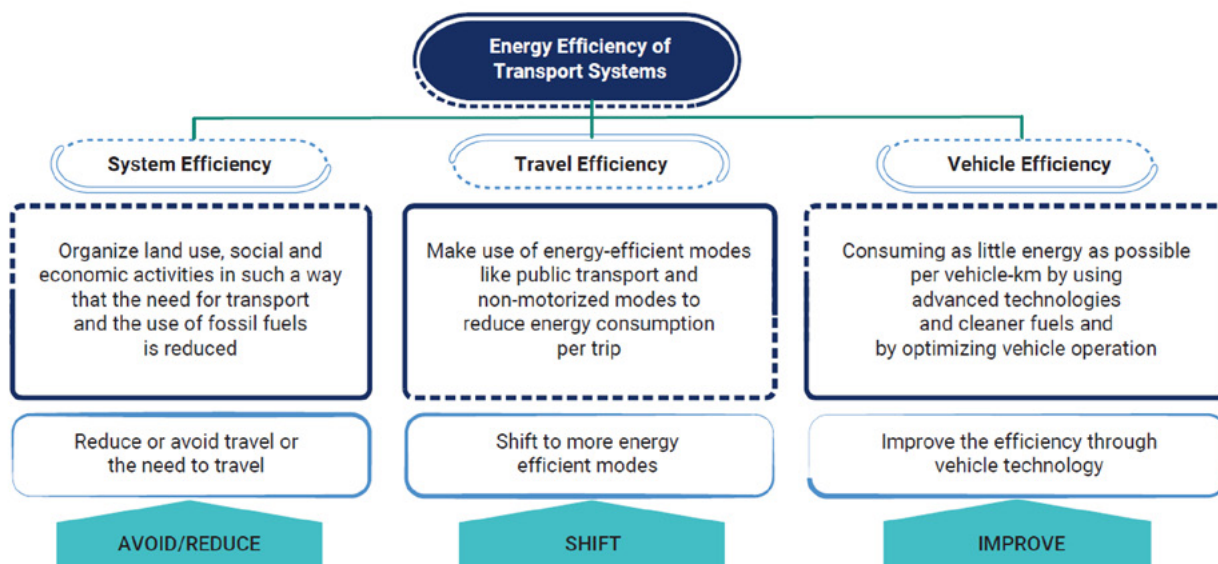 Energy Efficiency of
Transport Systems
System Efficiency
Organize land use, social and
economic activities in such a way
that the need for transport
and the use of fossil fuels
is reduced
Reduce or avoid travel or
the need to travel
AVOID/REDUCE
Travel Efficiency
Make use of energy-efficient modes
like public transport and
non-motorized modes to
reduce energy consumption
per trip
Shift to more energy
efficient modes
SHIFT
Vehicle Efficiency
Consuming as little energy as possible
per vehicle-km by using
advanced technologies
and cleaner fuels and
by optimizing vehicle operation
Improve the efficiency through
vehicle technology
IMPROVE